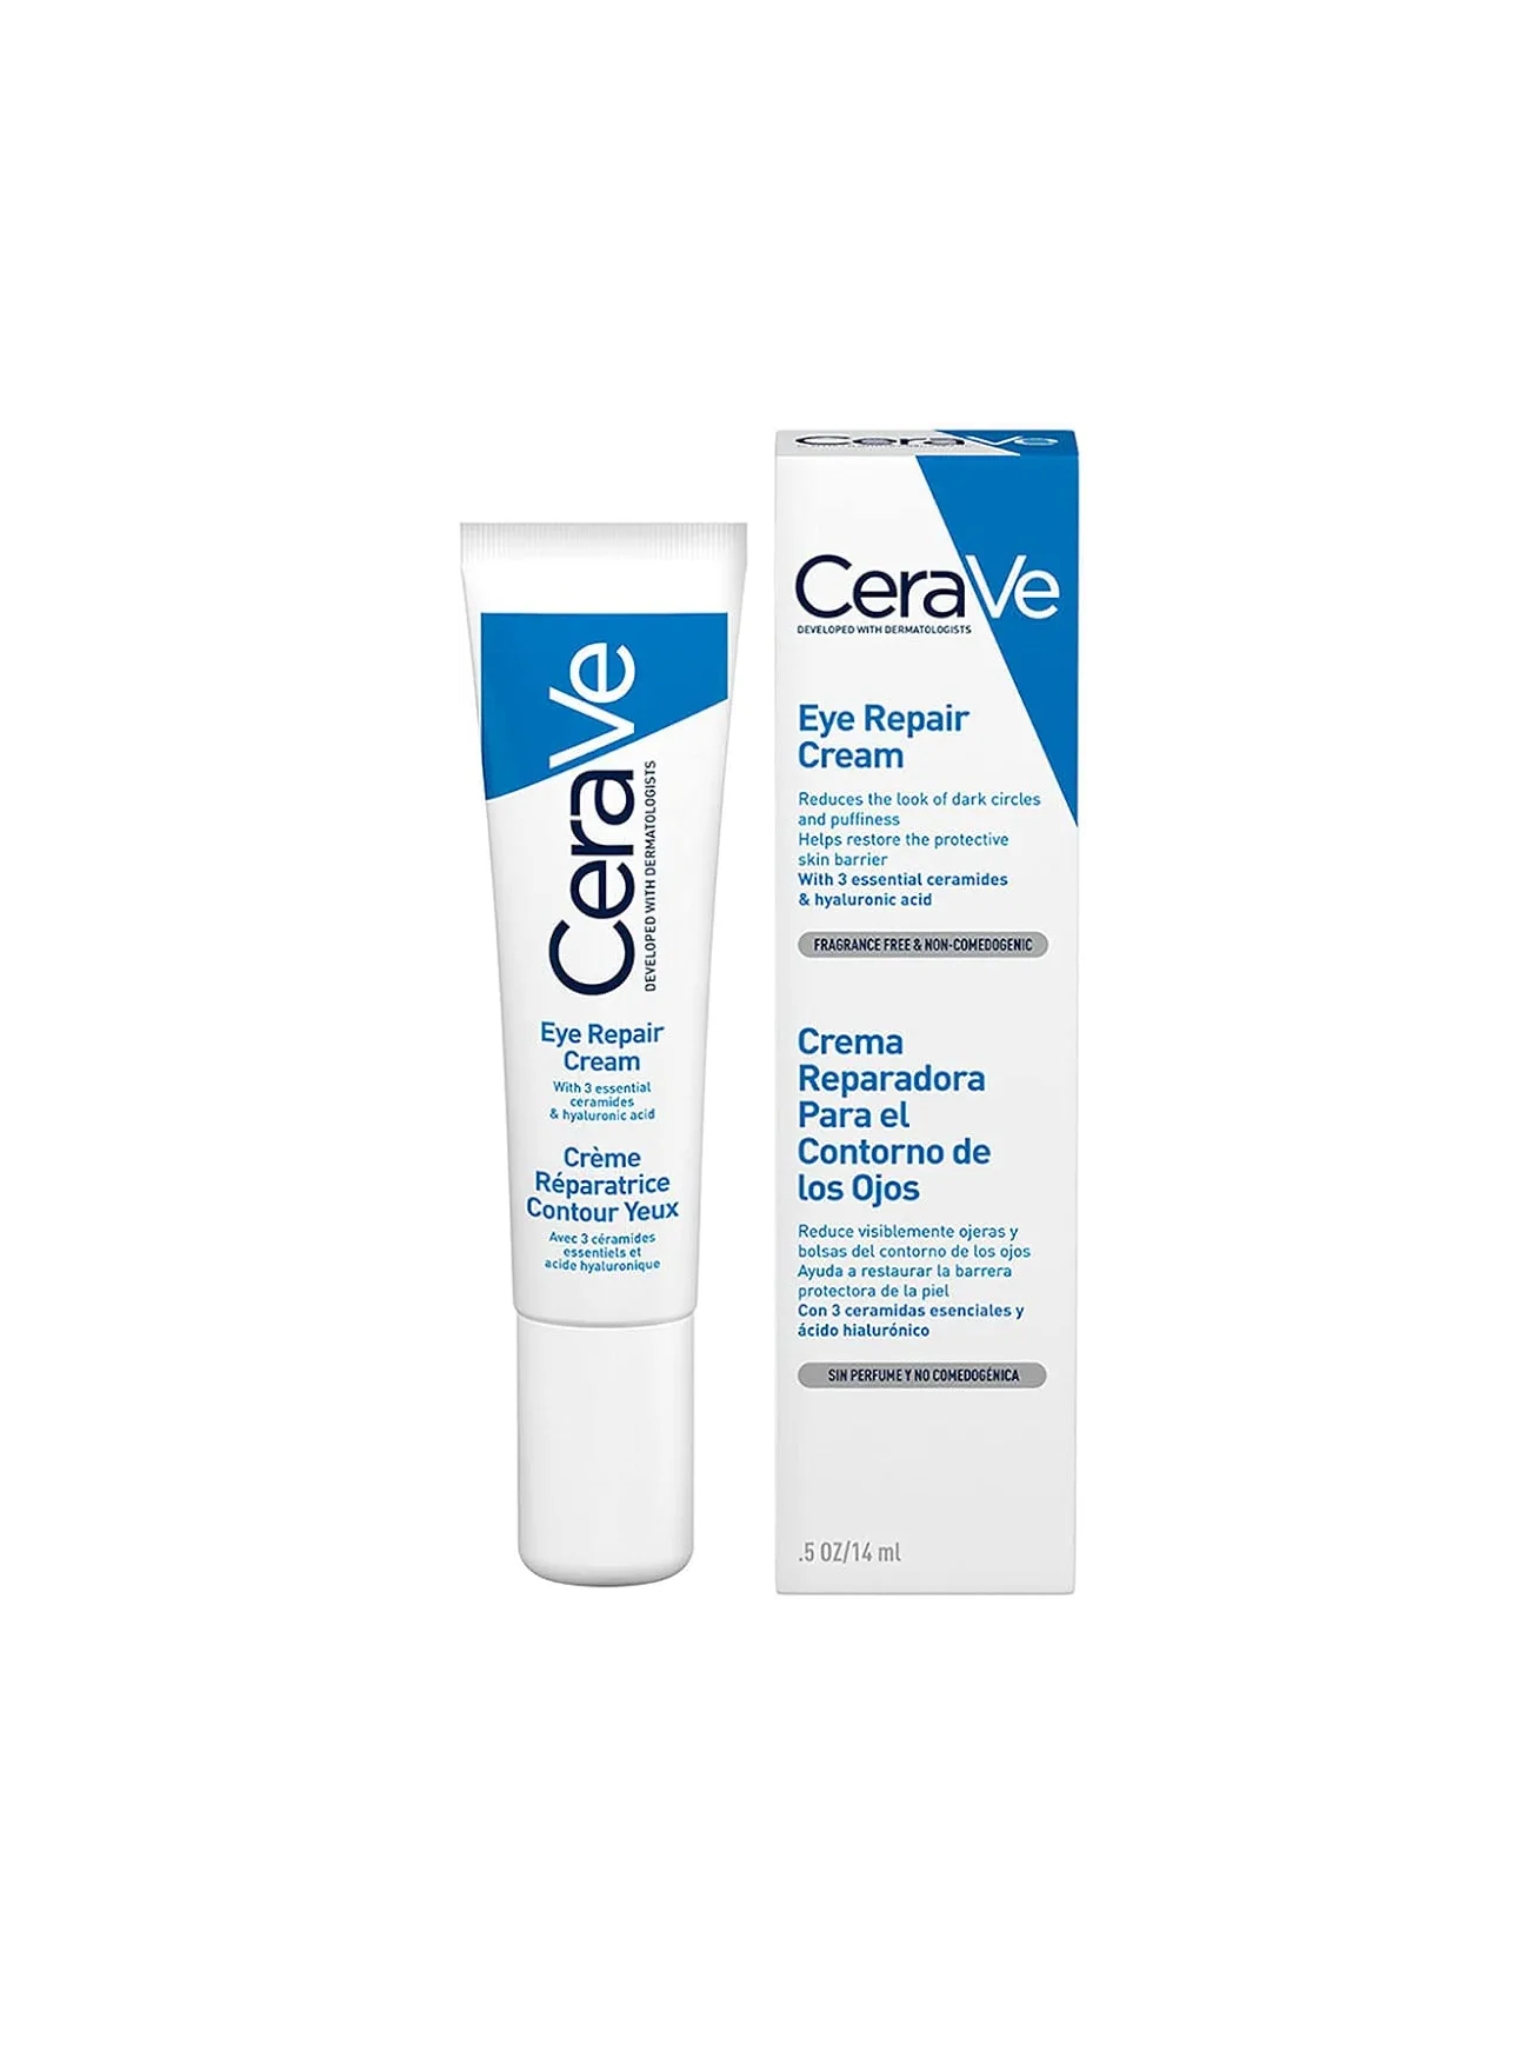 CeraVe
DEVELOPED WITH DERMATOLOGISTS
Eye Repair
Cream
With 3 essential
ceramides
& hyaluronic acid
Crème
Réparatrice
Contour Yeux
Avec 3 céramides
essentiels et
acide hyaluronique
CeraVe
CeraVe
DEVELOPED WITH DERMATOLOGISTS
Eye Repair
Cream
Reduces the look of dark circles
and puffiness
Helps restore the protective
skin barrier
With 3 essential ceramides
& hyaluronic acid
FRAGRANCE FREE & NON-COMEDOGENIC
Crema
Reparadora
Para el
Contorno de
los Ojos
Reduce visiblemente ojeras y
bolsas del contorno de los ojos
Ayuda a restaurar la barrera
protectora de la piel
Con 3 ceramidas esenciales y
ácido hialurónico
SIN PERFUME Y NO COMEDOGÉNICA
.5 OZ/14 ml